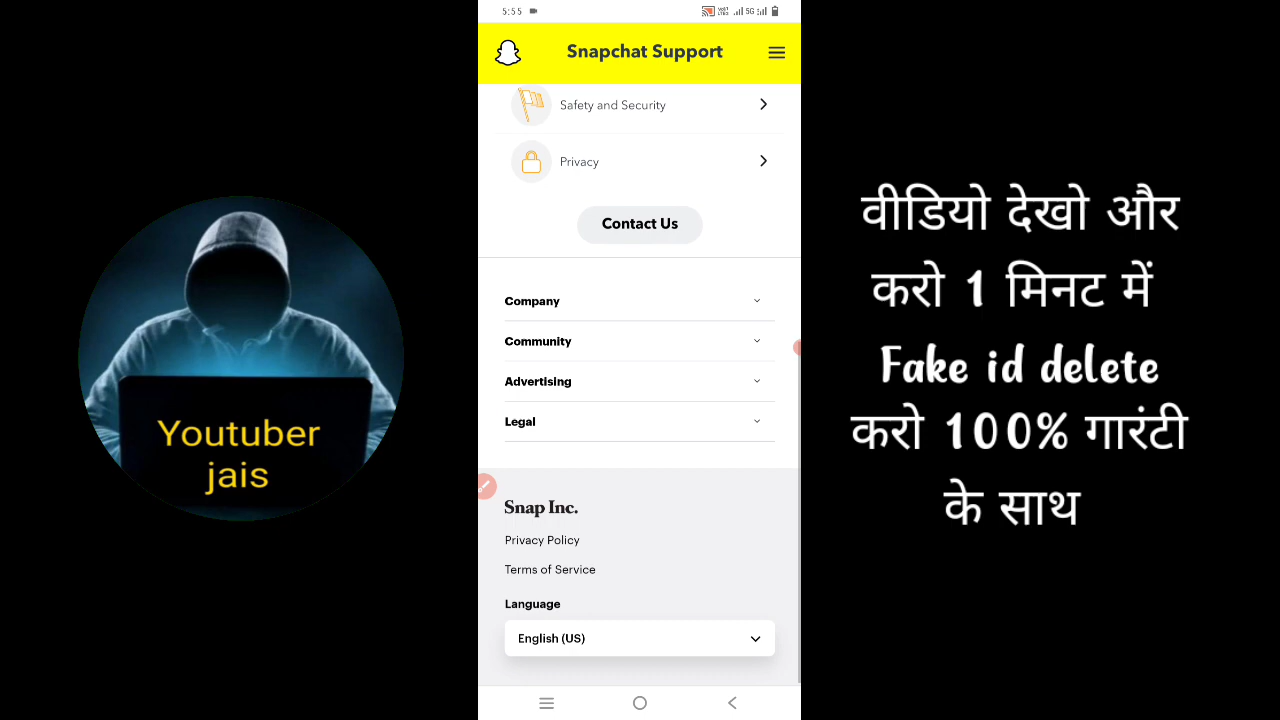 5:55
5G
Snapchat Support
Safety and Security
Privacy
Contact Us
Company
Community
Advertising
Legal
Snap Inc.
Privacy Policy
Terms of Service
Language
English (US)
Youtuber
jais
वीडियो देखो और
करो 1 मिनट में
Fake id delete
करो 100% गारंटी
के साथ